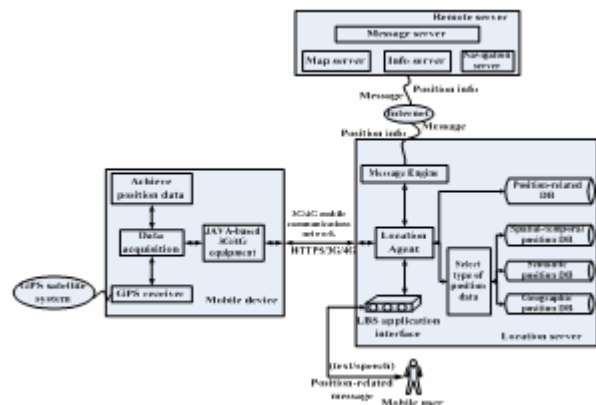 Remote server
Message server
Map server
Info server
Navigation
server
Message
Position info
Internet
Position info
Message
Message Engine
Position-related
DB
Achieve
position data
3G/4G mobile
communications
network
HTTPS/3G/4G
Data
acquisition
JAVA-based
3G/4G
equipment
Location
Agent
Spatial-temporal
position DB
Select
type of
position
data
Semantic
position DB
Geographic
position DB
GPS satellite
system
GPS receiver
Mobile device
LBS application
interface
Location server
(text/speech)
Position-related
message
Mobile user